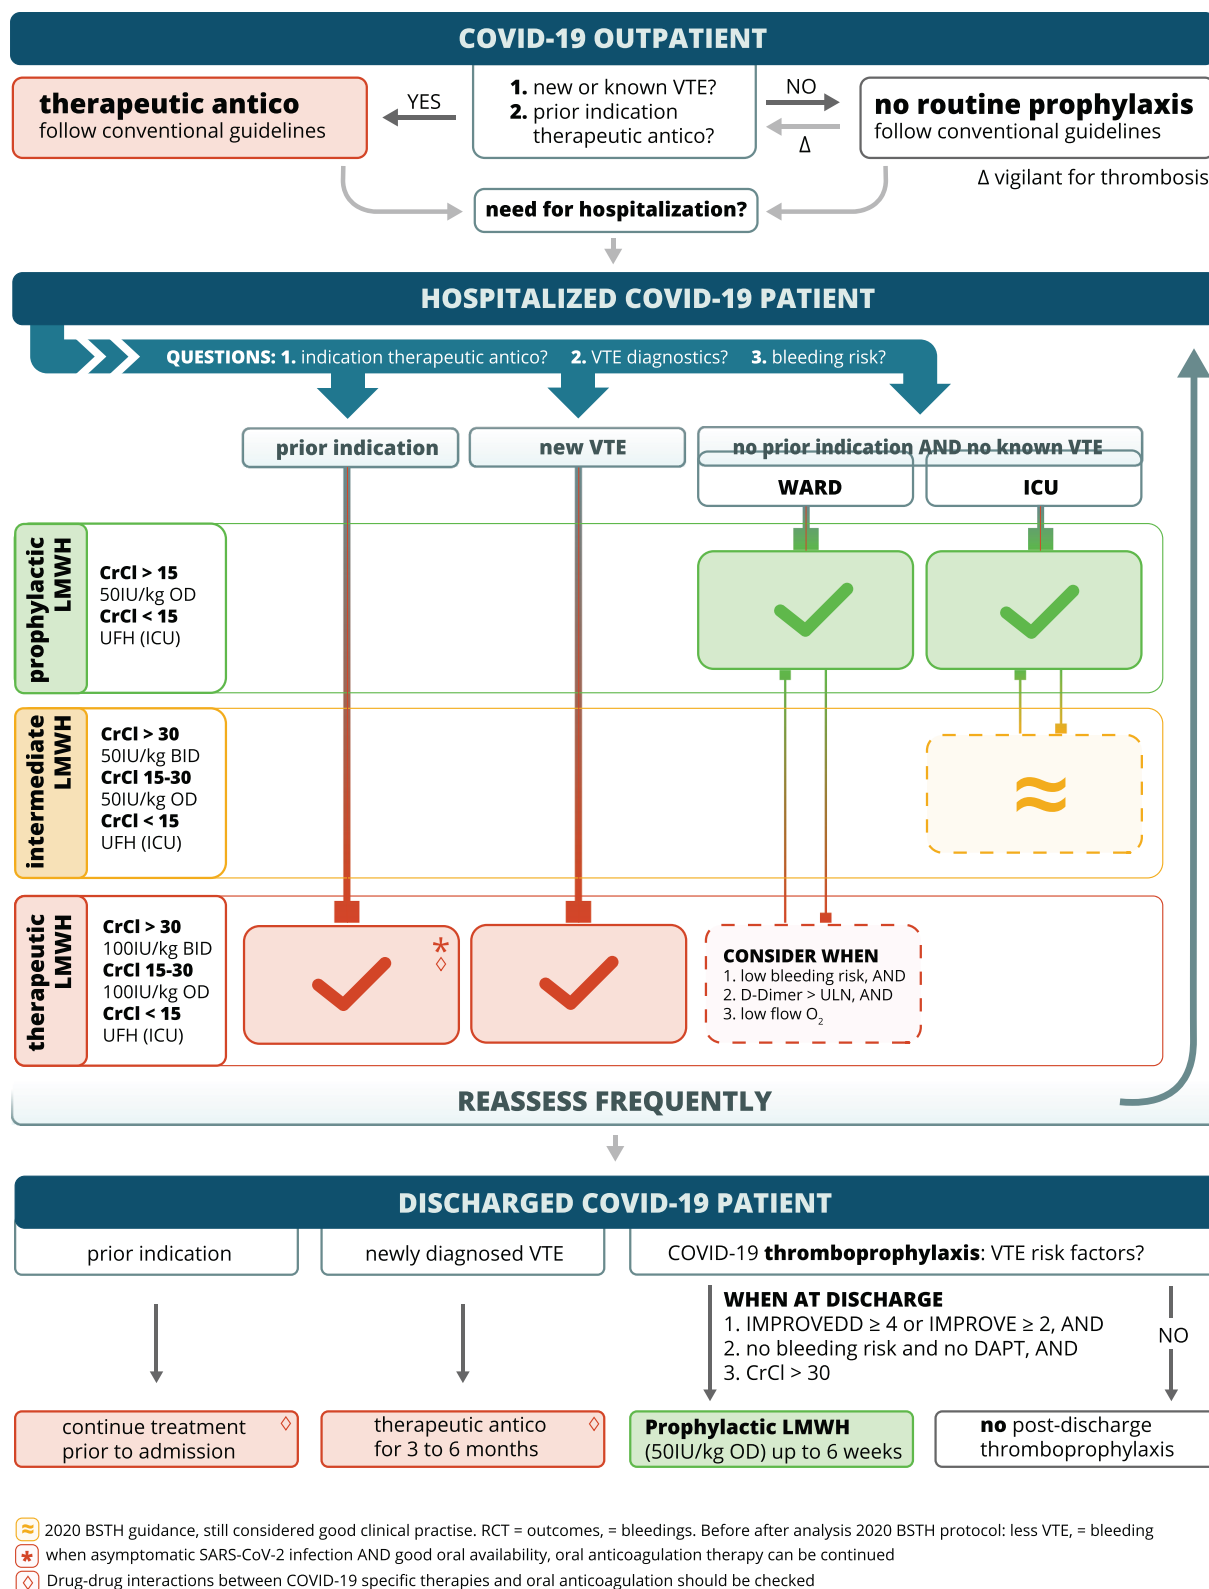 COVID-19 OUTPATIENT
therapeutic antico
follow conventional guidelines
YES
1. new or known VTE?
2. prior indication
therapeutic antico?
NO
Δ
no routine prophylaxis
follow conventional guidelines
Δ vigilant for thrombosis
need for hospitalization?
HOSPITALIZED COVID-19 PATIENT
QUESTIONS: 1. indication therapeutic antico? 2. VTE diagnostics? 3. bleeding risk?
prior indication
new VTE
no prior indication AND no known VTE
WARD
ICU
prophylactic
LMWH
CrCl > 15
50IU/kg OD
CrCl < 15
UFH (ICU)
intermediate
LMWH
CrCl > 30
50IU/kg BID
CrCl 15-30
50IU/kg OD
CrCl < 15
UFH (ICU)
≈
therapeutic
LMWH
CrCl > 30
100IU/kg BID
CrCl 15-30
100IU/kg OD
CrCl < 15
UFH (ICU)
*
◊
CONSIDER WHEN
1. low bleeding risk, AND
2. D-Dimer > ULN, AND
3. low flow O2
REASSESS FREQUENTLY
DISCHARGED COVID-19 PATIENT
prior indication
newly diagnosed VTE
COVID-19 thromboprophylaxis: VTE risk factors?
WHEN AT DISCHARGE
1. IMPROVEDD ≥ 4 or IMPROVE ≥ 2, AND
2. no bleeding risk and no DAPT, AND
3. CrCl > 30
NO
continue treatment ◊
prior to admission
therapeutic antico ◊
for 3 to 6 months
Prophylactic LMWH
(50IU/kg OD) up to 6 weeks
no post-discharge
thromboprophylaxis
≈ 2020 BSTH guidance, still considered good clinical practise. RCT = outcomes, = bleedings. Before after analysis 2020 BSTH protocol: less VTE, = bleeding
* when asymptomatic SARS-CoV-2 infection AND good oral availability, oral anticoagulation therapy can be continued
◊ Drug-drug interactions between COVID-19 specific therapies and oral anticoagulation should be checked